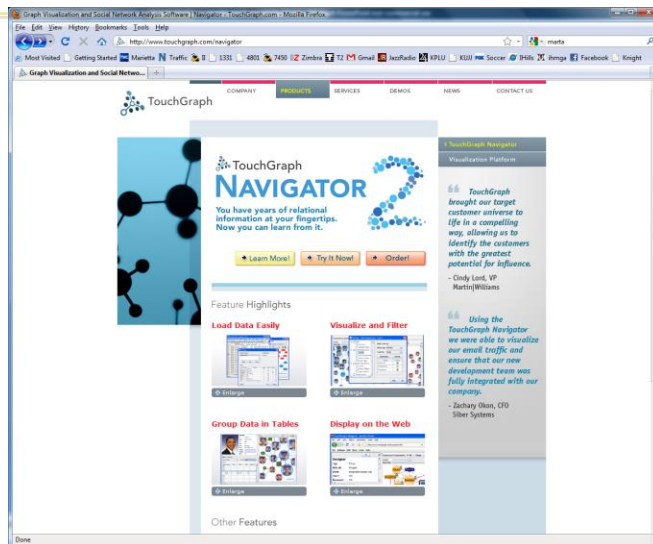 Graph Visualization and Social Network Analysis Software | Navigator - TouchGraph.com - Mozilla Firefox
File Edit View History Bookmarks Tools Help
http://www.touchgraph.com/navigator
marta
Most Visited Getting Started Marietta Traffic II 1331 4801 7450 Zimbra T2 Gmail JazzRadio KPLU KUJJ Soccer IHills ihmga Facebook Knight
Graph Visualization and Social Netwo...
TouchGraph
COMPANY PRODUCTS SERVICES DEMOS NEWS CONTACT US
TouchGraph
NAVIGATOR 2
You have years of relational
information at your fingertips.
Now you can learn from it.
Learn More! Try It Now! Order!
Feature Highlights
Load Data Easily Visualize and Filter
Enlarge Enlarge
Group Data in Tables Display on the Web
Enlarge Enlarge
Other Features
TouchGraph Navigator
Visualization Platform
“ TouchGraph
brought our target
customer universe to
life in a compelling
way, allowing us to
identify the customers
with the greatest
potential for influence.
- Cindy Lord, VP
Martin|Williams
“ Using the
TouchGraph Navigator
we were able to visualize
our email traffic and
ensure that our new
development team was
fully integrated with our
company.
- Zachary Okon, CFO
Siber Systems
Done